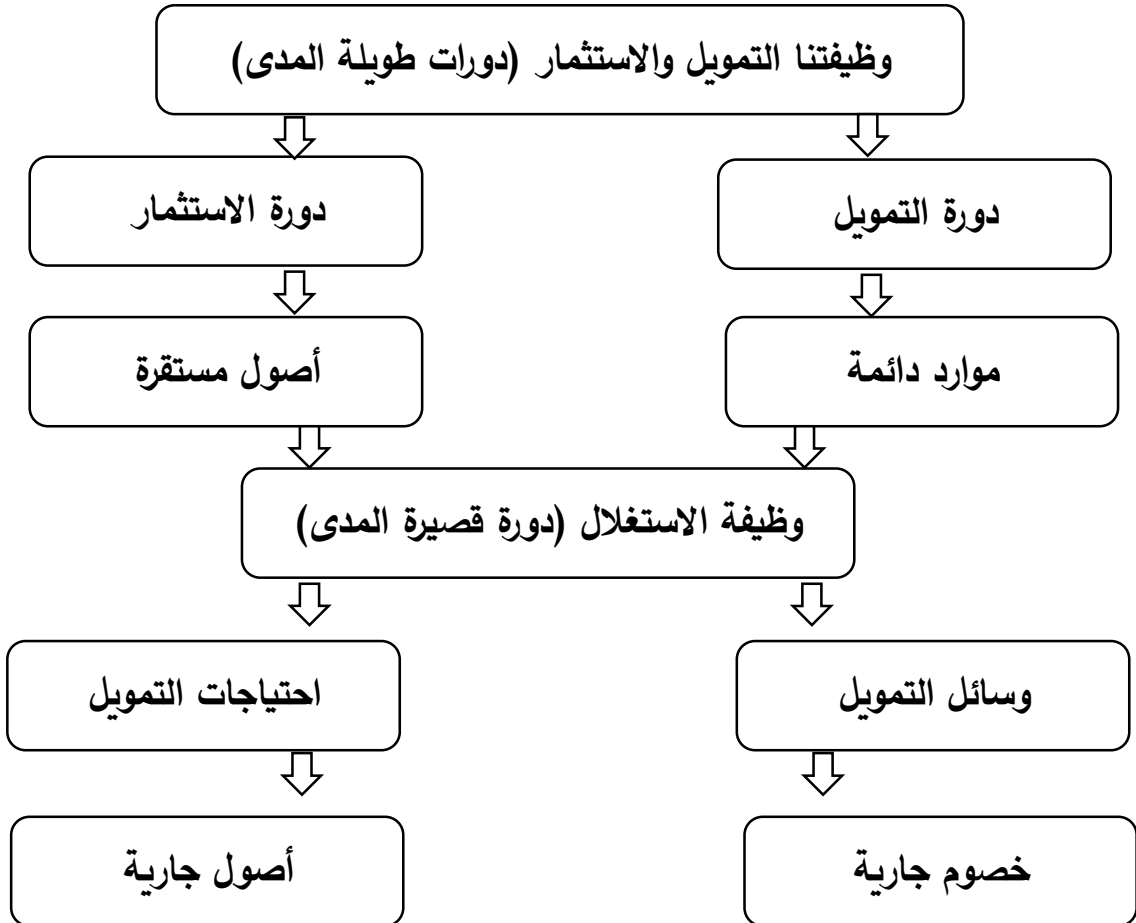 وظيفتنا التمويل والاستثمار (دورات طويلة المدى)
دورة التمويل
دورة الاستثمار
موارد دائمة
أصول مستقرة
وظيفة الاستغلال (دورة قصيرة المدى)
وسائل التمويل
احتياجات التمويل
خصوم جارية
أصول جارية